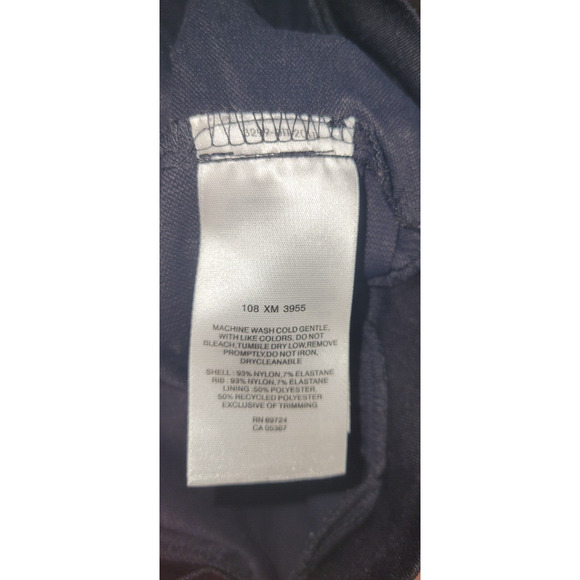 108 XM 3955
MACHINE WASH COLD GENTLE,
WITH LIKE COLORS, DO NOT
BLEACH,TUMBLE DRY LOW,REMOVE
PROMPTLY,DO NOT IRON,
DRYCLEANABLE
SHELL : 93% NYLON,7% ELASTANE
RIB : 93% NYLON,7% ELASTANE
LINING :50% POLYESTER,
50% RECYCLED POLYESTER
EXCLUSIVE OF TRIMMING
RN 69724
CA 05367